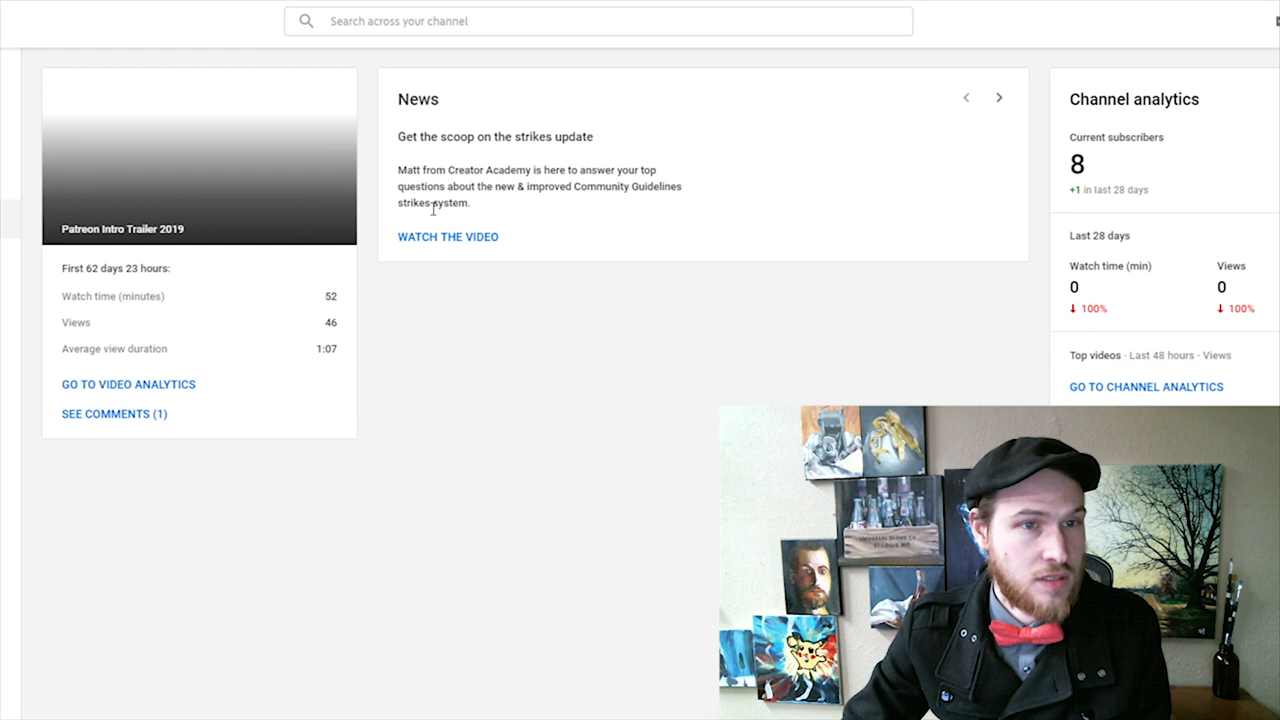 Search across your channel
Patreon Intro Trailer 2019
First 62 days 23 hours:
Watch time (minutes) 52
Views 46
Average view duration 1:07
GO TO VIDEO ANALYTICS
SEE COMMENTS (1)
News
Get the scoop on the strikes update
Matt from Creator Academy is here to answer your top
questions about the new & improved Community Guidelines
strikes system.
WATCH THE VIDEO
Channel analytics
Current subscribers
8
+1 in last 28 days
Last 28 days
Watch time (min) Views
0 0
100% 100%
Top videos · Last 48 hours · Views
GO TO CHANNEL ANALYTICS